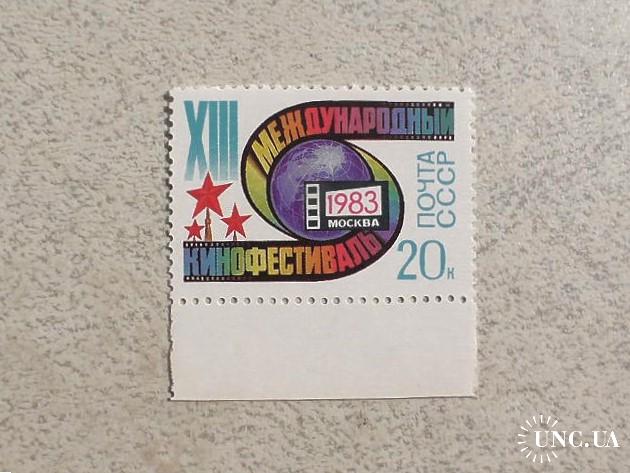 XIII
МЕЖДУНАРОДНЫЙ
КИНОФЕСТИВАЛЬ
1983
МОСКВА
ПОЧТА
СССР
20к
UNC.UA